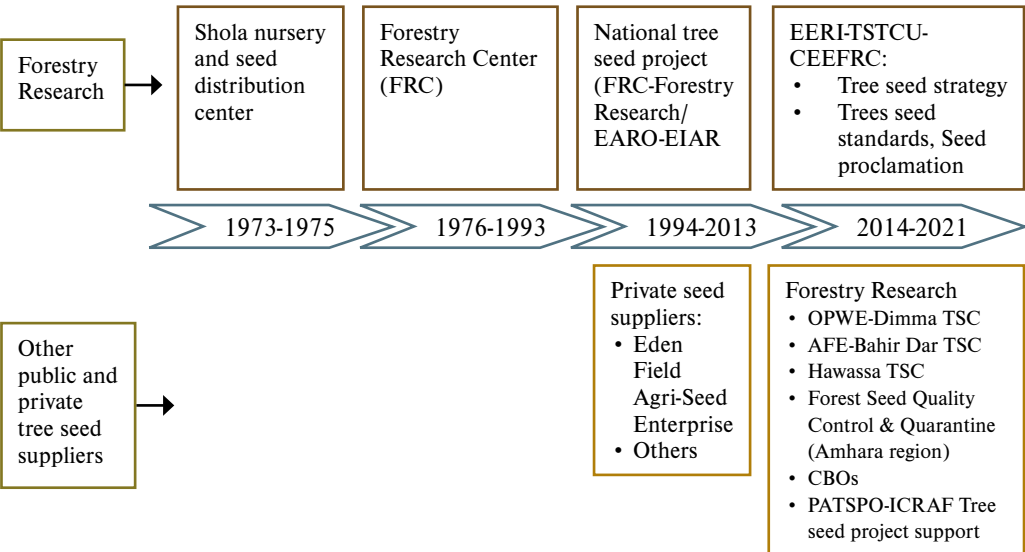 Forestry
Research
Shola nursery
and seed
distribution
center
Forestry
Research Center
(FRC)
National tree
seed project
(FRC-Forestry
Research/
EARO-EIAR
EERI-TSTCU-
CEEFRC:
• Tree seed strategy
• Trees seed
standards, Seed
proclamation
1973-1975
1976-1993
1994-2013
2014-2021
Other
public and
private
tree seed
suppliers
Private seed
suppliers:
• Eden
Field
Agri-Seed
Enterprise
• Others
Forestry Research
• OPWE-Dimma TSC
• AFE-Bahir Dar TSC
• Hawassa TSC
• Forest Seed Quality
Control & Quarantine
(Amhara region)
• CBOs
• PATSPO-ICRAF Tree
seed project support